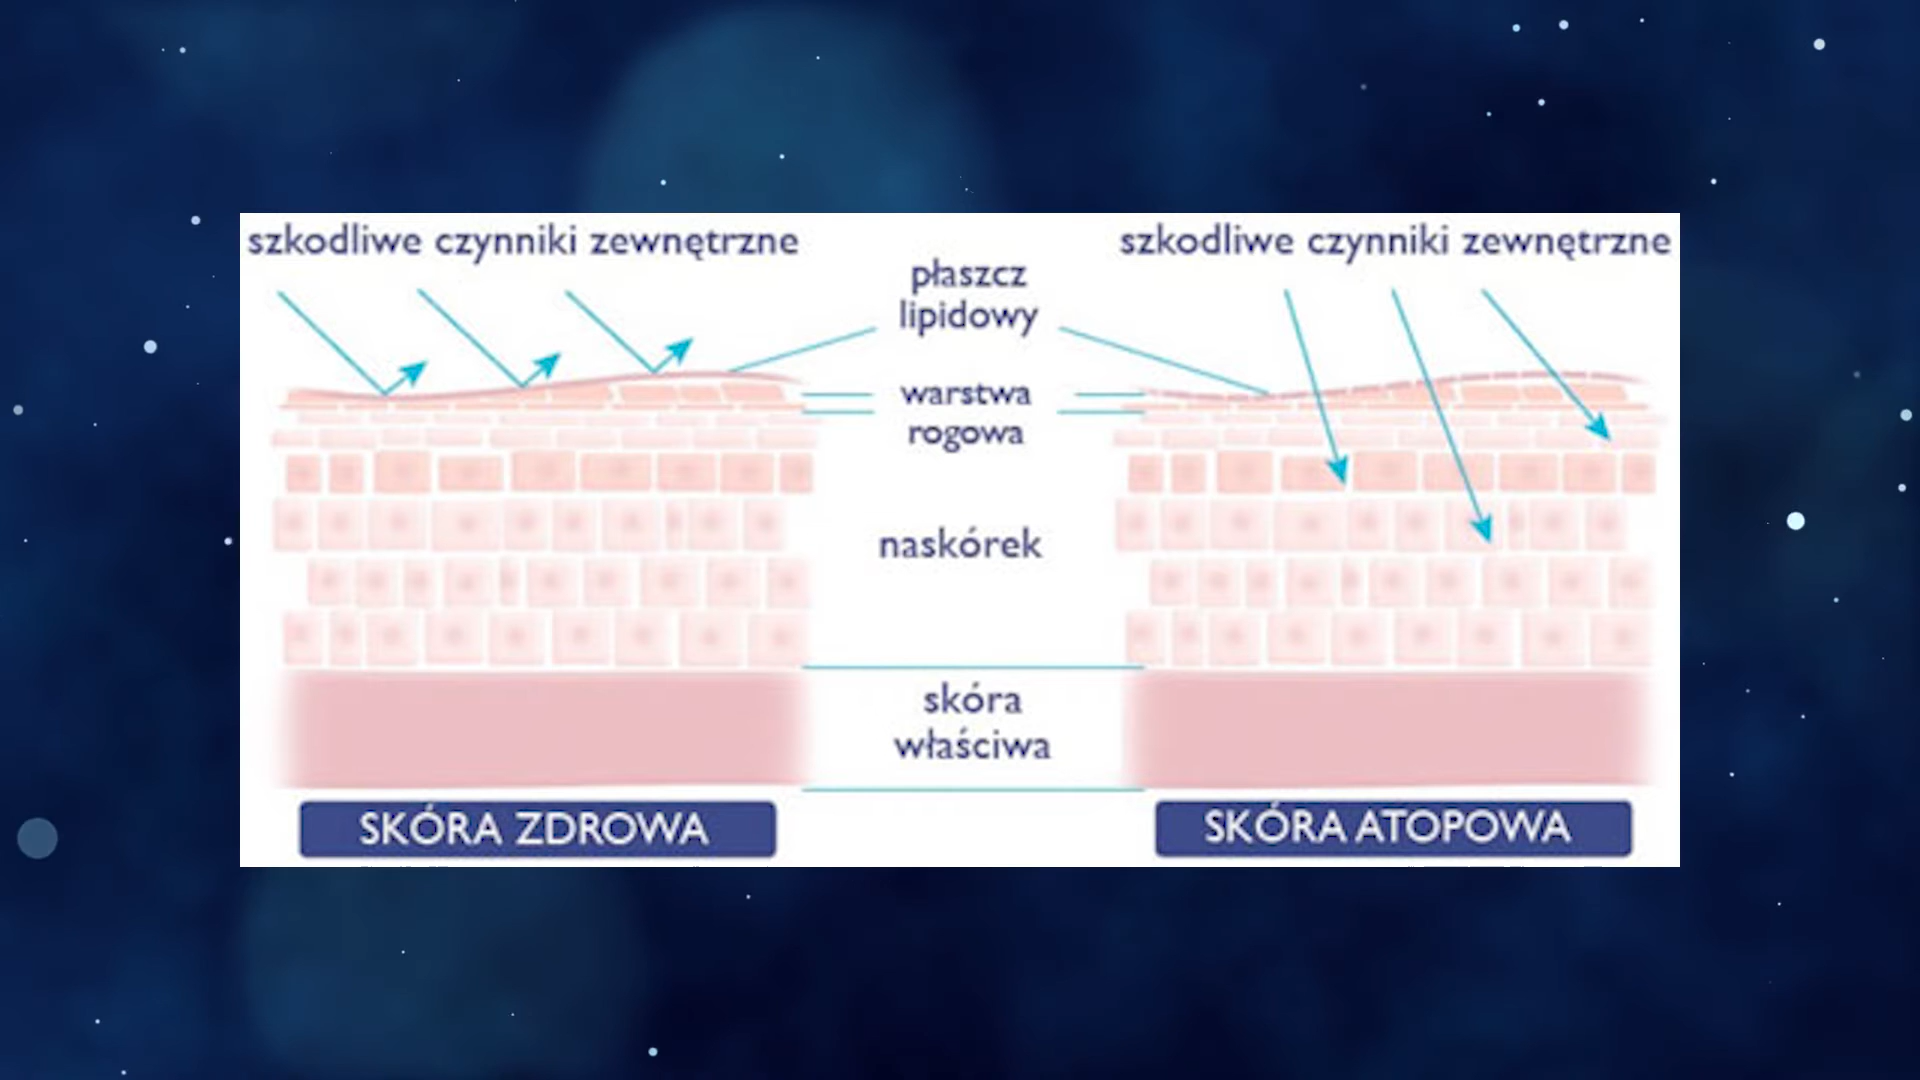 szkodliwe czynniki zewnętrzne
szkodliwe czynniki zewnętrzne
płaszcz
lipidowy
warstwa
rogowa
naskórek
skóra
właściwa
SKÓRA ZDROWA
SKÓRA ATOPOWA